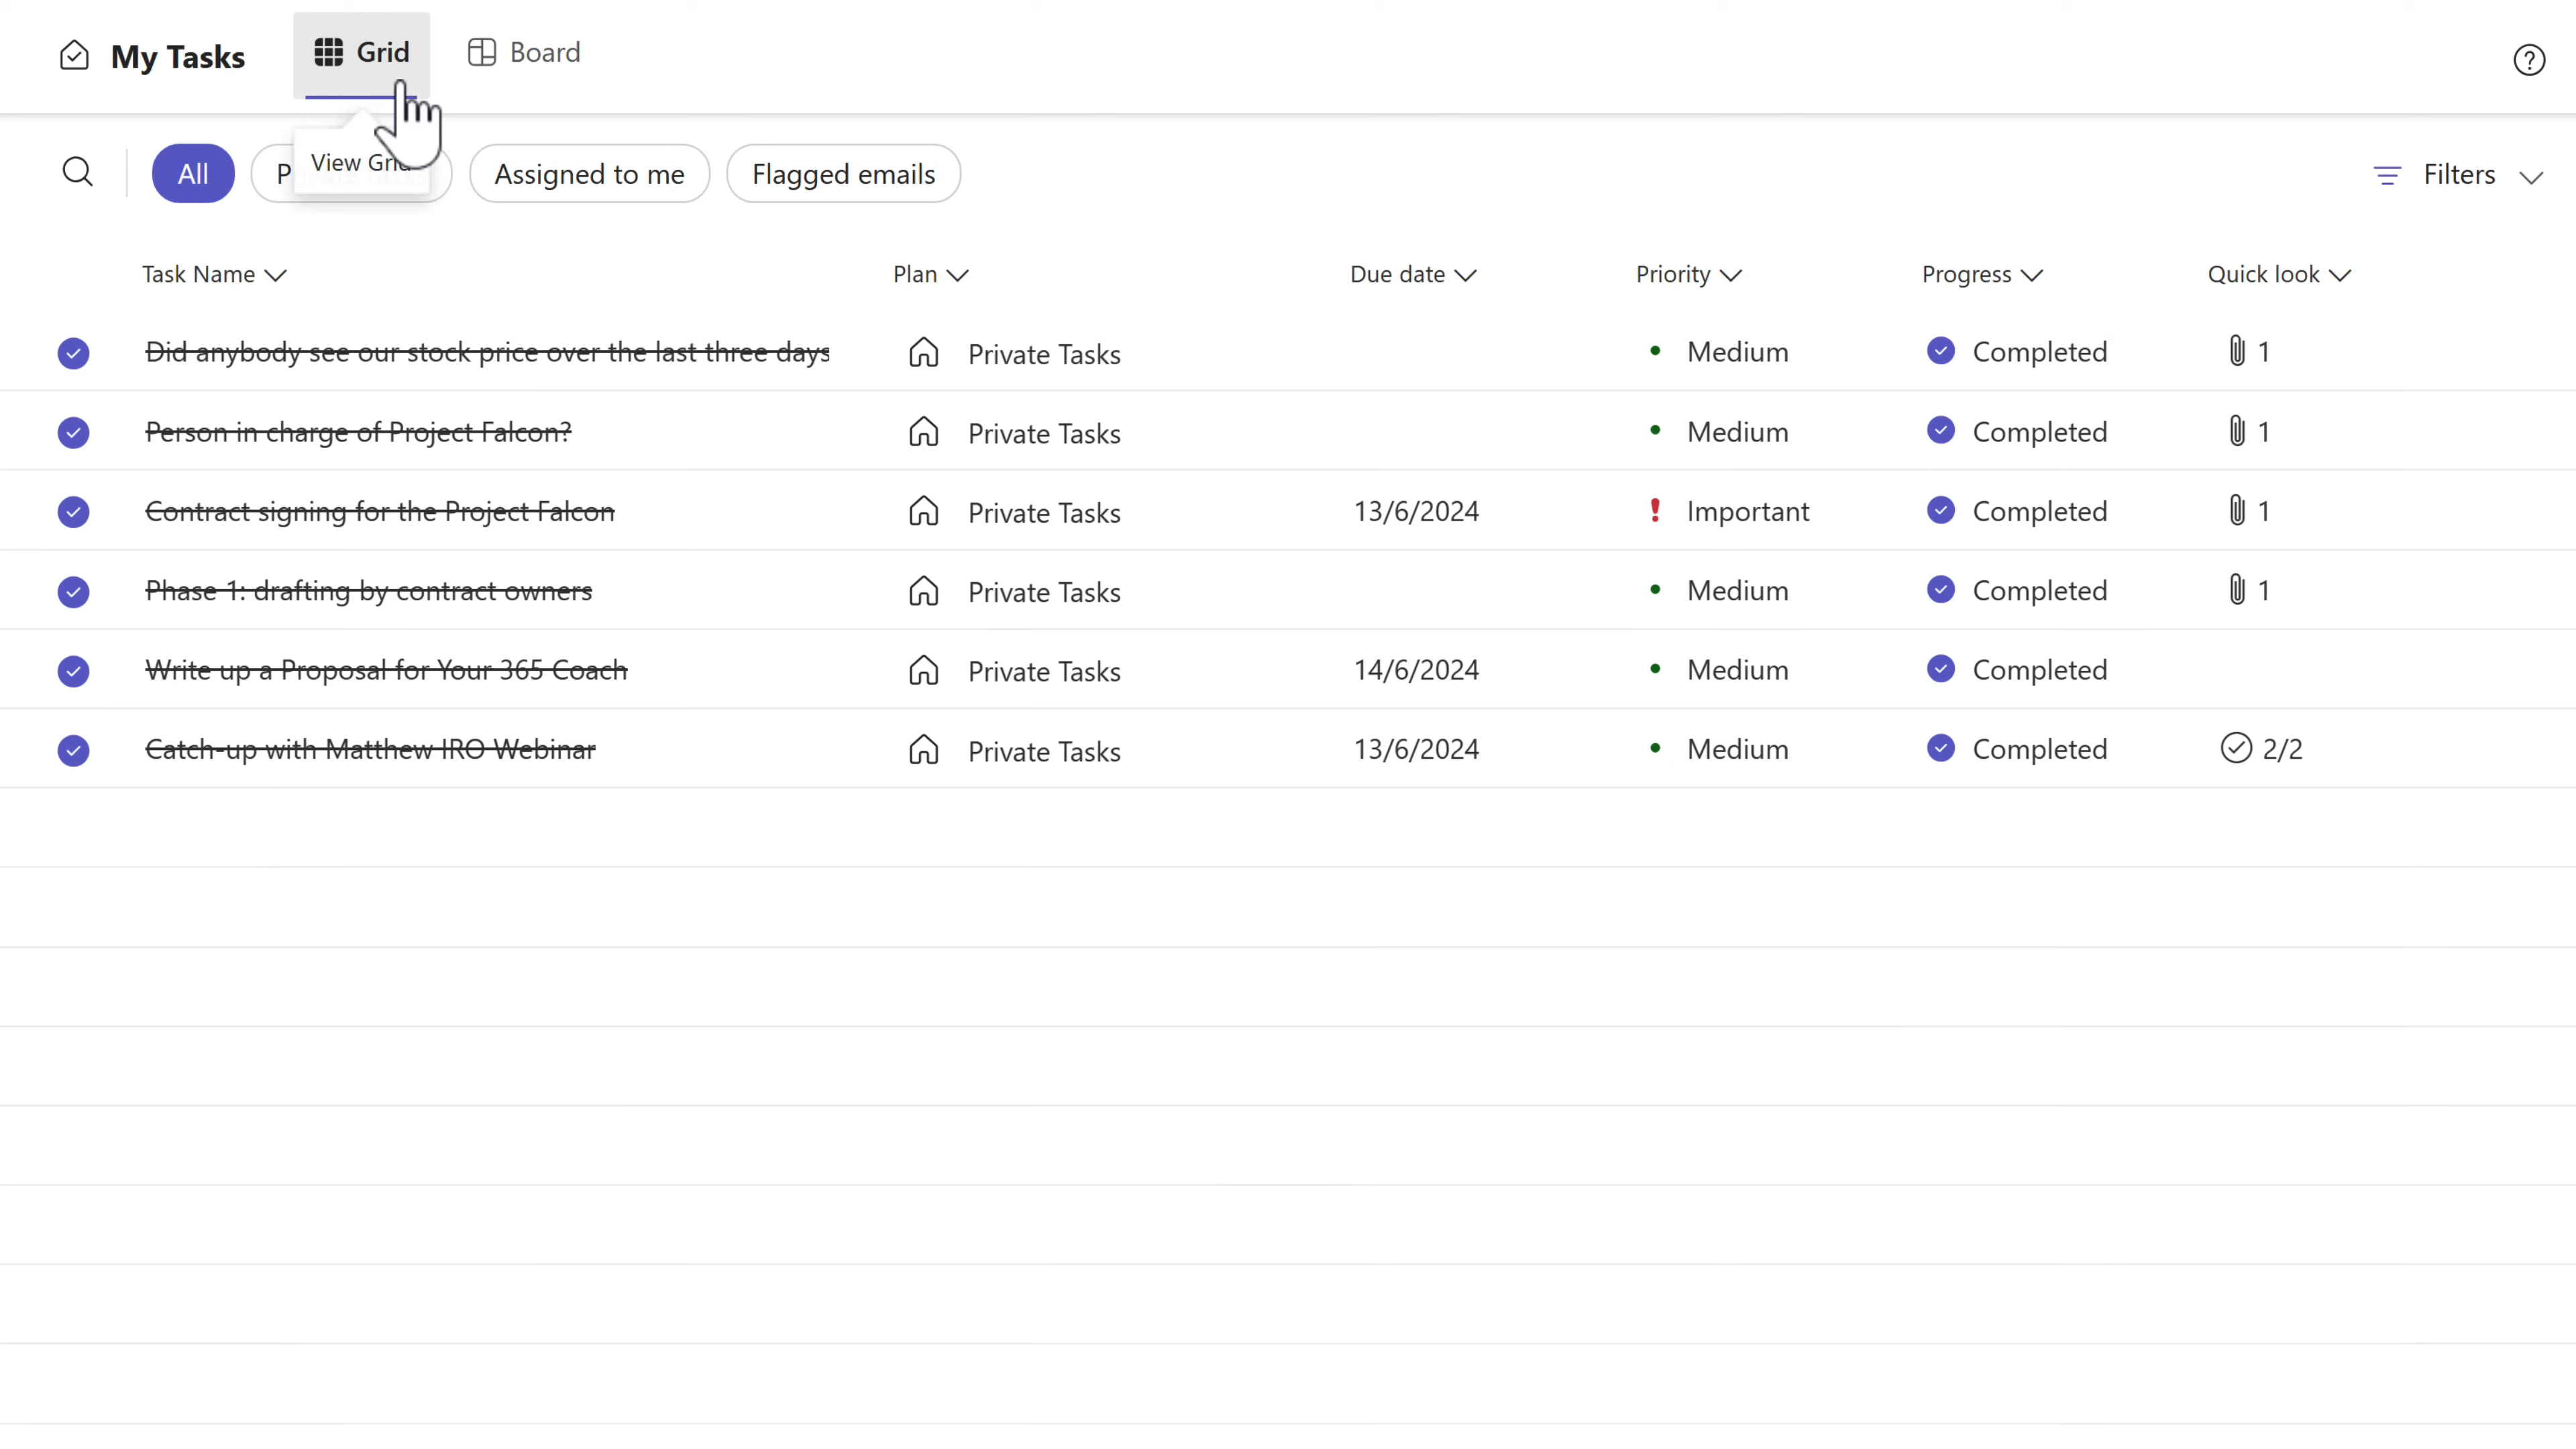 My Tasks Grid Board
All Assigned to me Flagged emails Filters
View Grid
Task Name Plan Due date Priority Progress Quick look
Did anybody see our stock price over the last three days Private Tasks Medium Completed 1
Person in charge of Project Falcon? Private Tasks Medium Completed 1
Contract signing for the Project Falcon Private Tasks 13/6/2024 Important Completed 1
Phase 1: drafting by contract owners Private Tasks Medium Completed 1
Write up a Proposal for Your 365 Coach Private Tasks 14/6/2024 Medium Completed
Catch-up with Matthew IRO Webinar Private Tasks 13/6/2024 Medium Completed 2/2